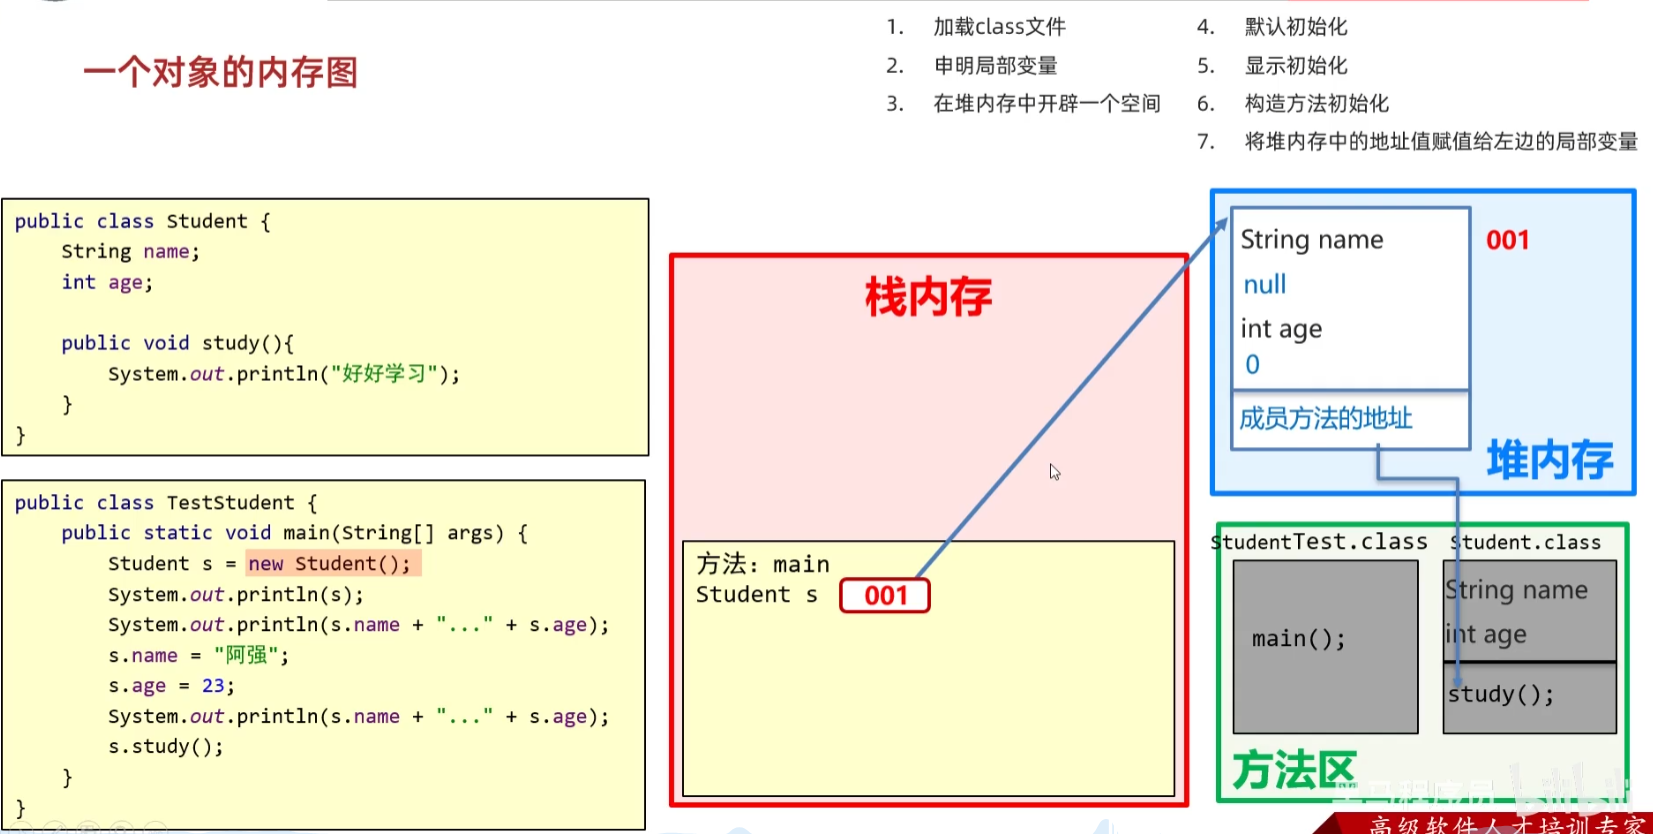 一个对象的内存图
1. 加载class文件
2. 申明局部变量
3. 在堆内存中开辟一个空间
4. 默认初始化
5. 显示初始化
6. 构造方法初始化
7. 将堆内存中的地址值赋值给左边的局部变量
public class Student {
String name;
int age;
public void study(){
System.out.println("好好学习");
}
}
public class TestStudent {
public static void main(String[] args) {
Student s = new Student();
System.out.println(s);
System.out.println(s.name + "..." + s.age);
s.name = "阿强";
s.age = 23;
System.out.println(s.name + "..." + s.age);
s.study();
}
}
栈内存
方法：main
Student s 001
String name 001
null
int age
0
成员方法的地址
堆内存
StudentTest.class Student.class
main();
String name
int age
study();
方法区
黑马程序员 bilibili
高级软件人才培训专家